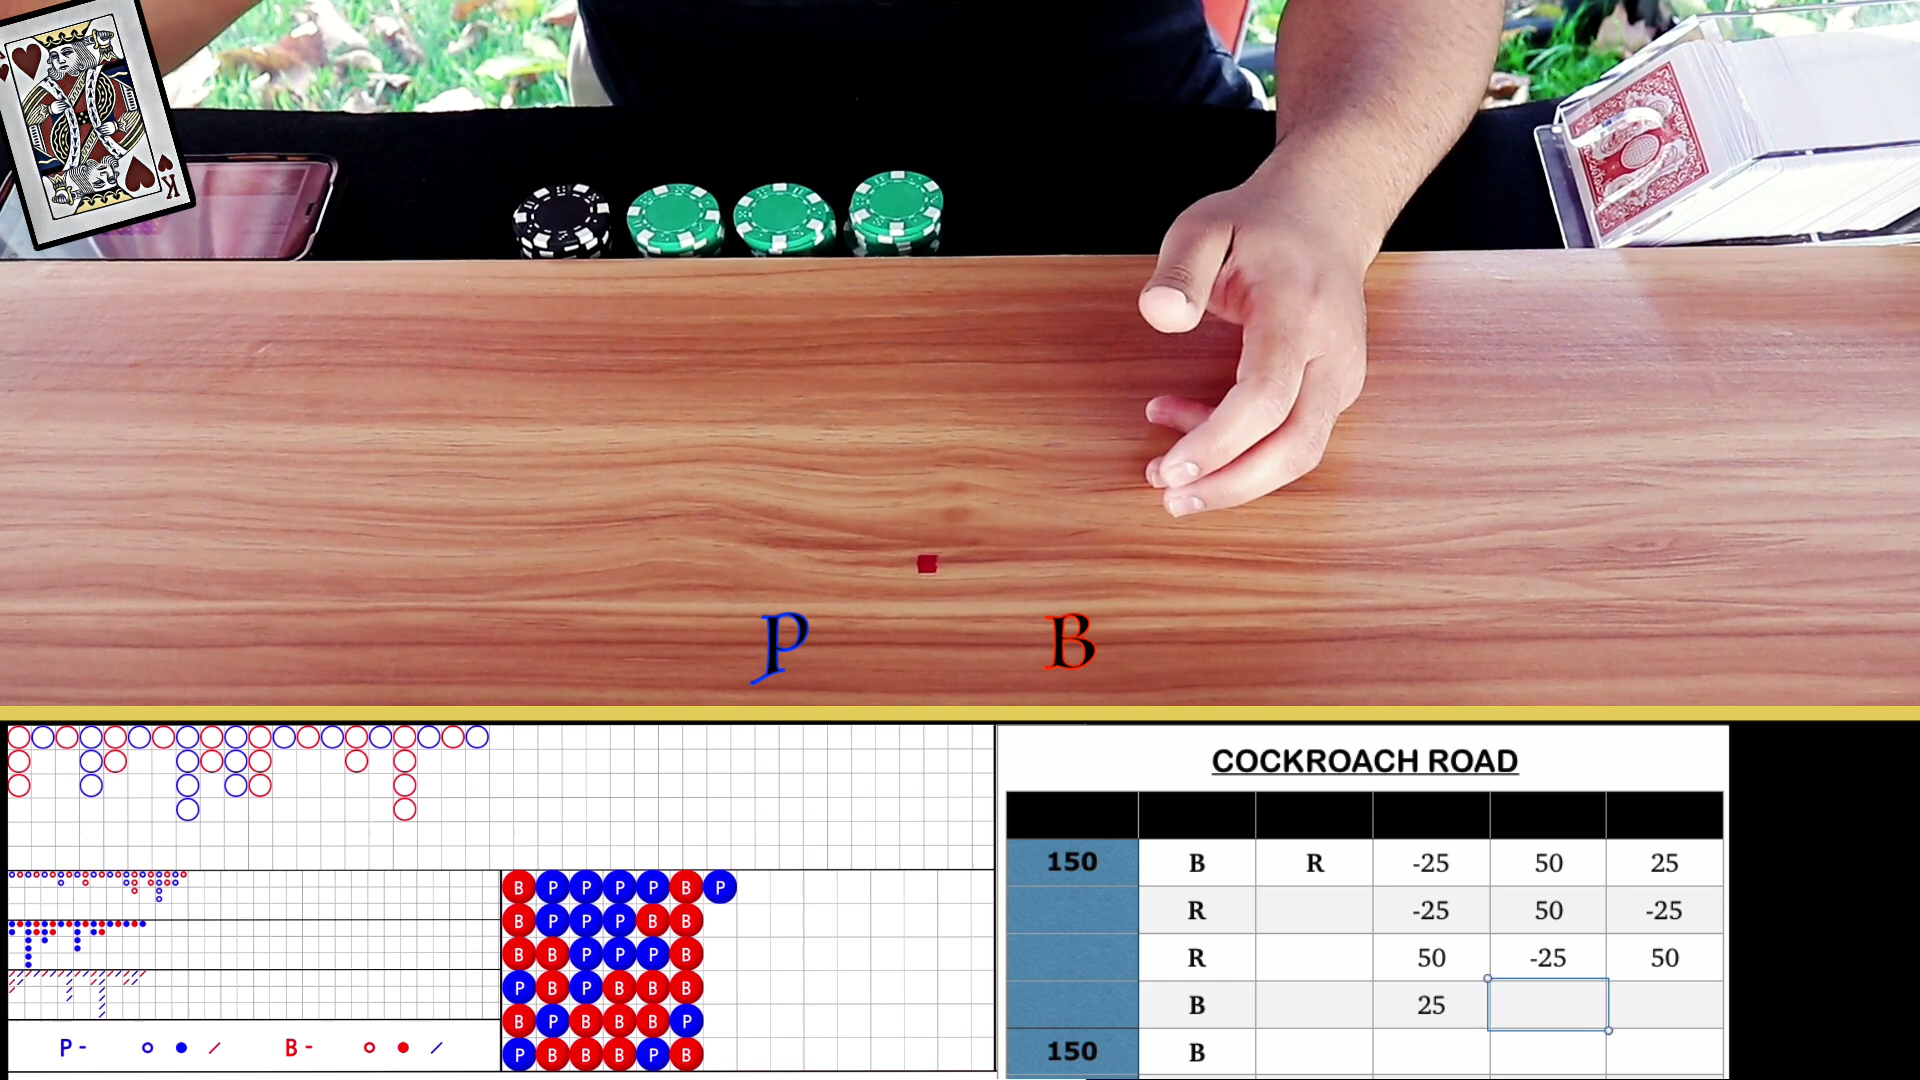 K
P B
COCKROACH ROAD
150 B R -25 50 25
R -25 50 -25
R 50 -25 50
B 25
150 B
B P P P P B P
B P P P B B
B B P P P B
P B P B B B
B P B B B P
P B B B P B
P- B-